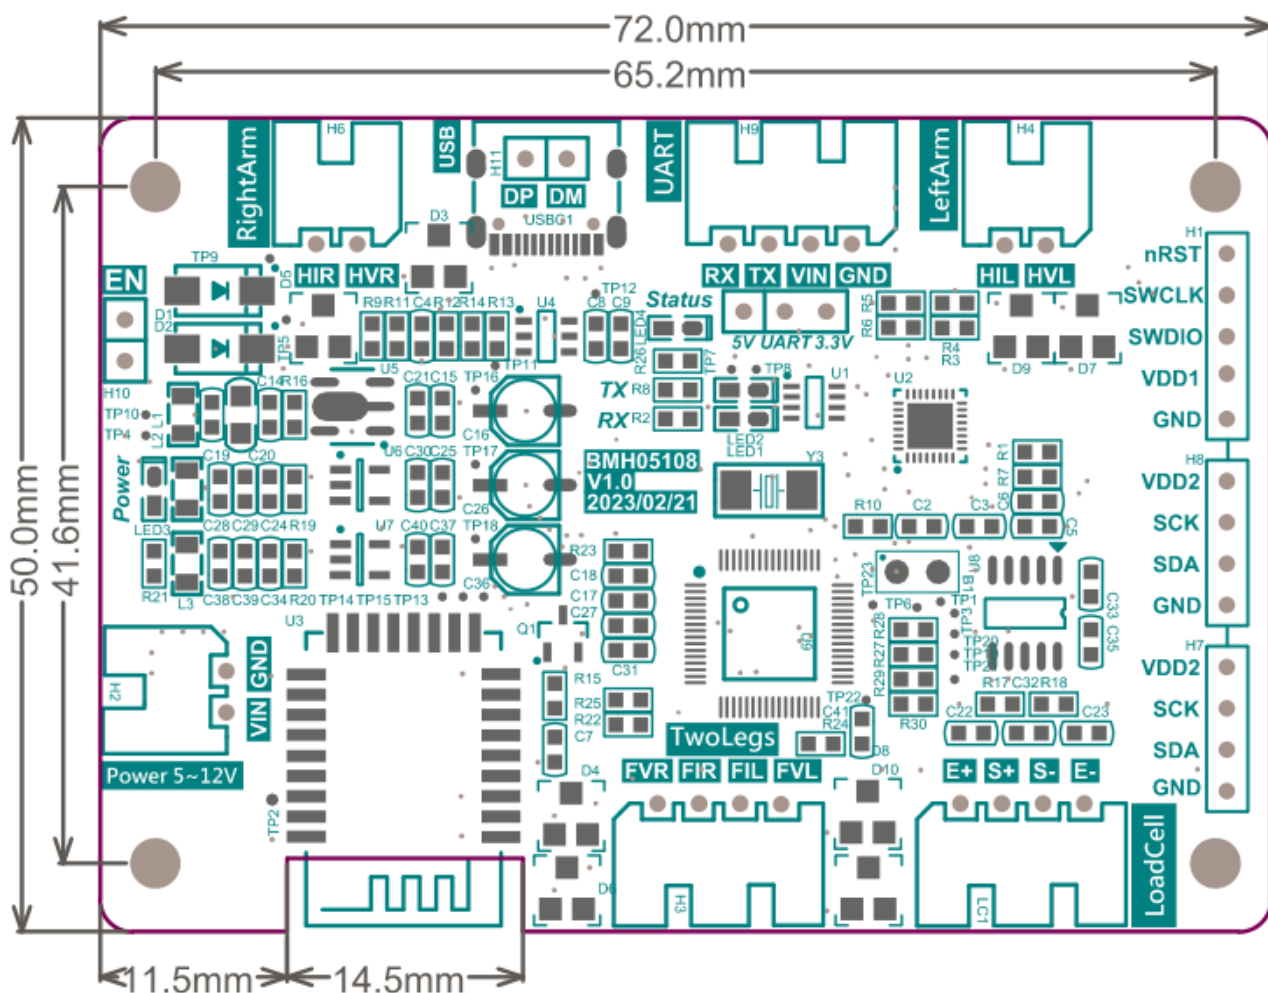 72.0mm
65.2mm
50.0mm
41.6mm
RightArm
H6
USB
H11
DP DM
USBG1
UART
H9
LeftArm
H4
D3
HIR HVR
RX TX VIN GND
HIL HVL
H1
nRST
SWCLK
SWDIO
VDD1
GND
EN
TP9
D5
D1
D2
TP5
H10
R9 R11 C4 R12 R14 R13
U4
TP12
C8 C9
Status
LED4
R26
TP7
5V UART 3.3V
R5
R6
R4
R3
D9
D7
TP11
U5
C14 R16
C21 C15
TP16
TX
R8
RX
R2
TP8
U1
U2
LED2
LED1
TP10
TP4
L1
L2
C16
Power
C19
C20
U6
C30 C25
TP17
C26
BMH05108
V1.0
2023/02/21
Y3
R1
R7
C6
C5
R10
C2
C3
H8
VDD2
SCK
SDA
GND
LED3
C28 C29 C24 R19
U7
C40 C37
TP18
C36
R23
C18
C17
C27
C31
R21
L3
C38 C39 C34 R20
TP14 TP15 TP13
U3
Q1
TP23
B1
U8
TP6
TP1
TP3
TP20
C33
C35
R28
R27
R29
R30
U9
H2
VIN GND
Power 5~12V
R15
R25
R22
C7
TwoLegs
TP22
C41
R24
D8
R17 C32 R18
C22
C23
H7
VDD2
SCK
SDA
GND
FVR FIR FIL FVL
E+ S+ S- E-
TP2
D4
D10
D6
H3
LC1
LoadCell
11.5mm
14.5mm